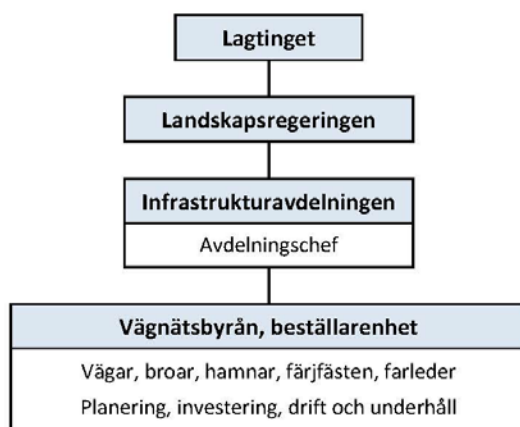 Lagtinget
Landskapsregeringen
Infrastrukturavdelningen
Avdelningschef
Vägnätsbyrån, beställarenhet
Vägar, broar, hamnar, färjfästen, farleder
Planering, investering, drift och underhåll